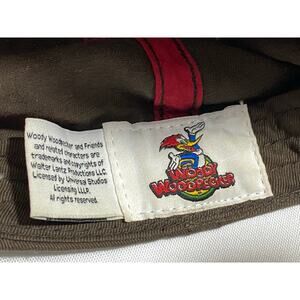 Woody Woodpecker and Friends
and related characters are
trademarks and copyrights of
Walter Lantz Productions LLC.
Licensed by Universal Studios
Licensing LLLP.
All rights reserved.
WOODY
WOODPECKER